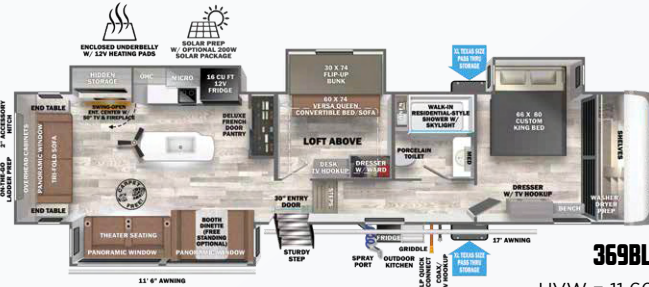 ENCLOSED UNDERBELLY
W/ 12V HEATING PADS
SOLAR PREP
W/ OPTIONAL 200W
SOLAR PACKAGE
XL TEXAS SIZE
PASS THRU
STORAGE
HIDDEN
STORAGE
OHC
MICRO
16 CU FT
12V
FRIDGE
30 X 74
FLIP-UP
BUNK
60 X 74
VERSA QUEEN
CONVERTIBLE BED/SOFA
WALK-IN
RESIDENTIAL-STYLE
SHOWER W/
SKYLIGHT
66 X 80
CUSTOM
KING BED
2" ACCESSORY
HITCH
ON-THE-GO
LADDER PREP
END TABLE
OVERHEAD CABINETS
PANORAMIC WINDOW
TRI-FOLD SOFA
END TABLE
SWING-OPEN
ENT. CENTER W/
50" TV & FIREPLACE
DELUXE
FRENCH
DOOR
PANTRY
LOFT ABOVE
DESK
TV HOOKUP
DRESSER
W/ WARD
PORCELAIN
TOILET
MED
SHELVES
CARPET
FREE!
STEPS
30" ENTRY
DOOR
DRESSER
W/ TV HOOKUP
BENCH
WASHER
DRYER
PREP
THEATER SEATING
PANORAMIC WINDOW
BOOTH
DINETTE
(FREE
STANDING
OPTIONAL)
PANORAMIC WINDOW
STURDY
STEP
SPRAY
PORT
FRIDGE
GRIDDLE
OUTDOOR
KITCHEN
LP QUICK
CONNECT
COAX/
TV HOOKUP
XL TEXAS SIZE
PASS THRU
STORAGE
17' AWNING
11' 6" AWNING
369BL